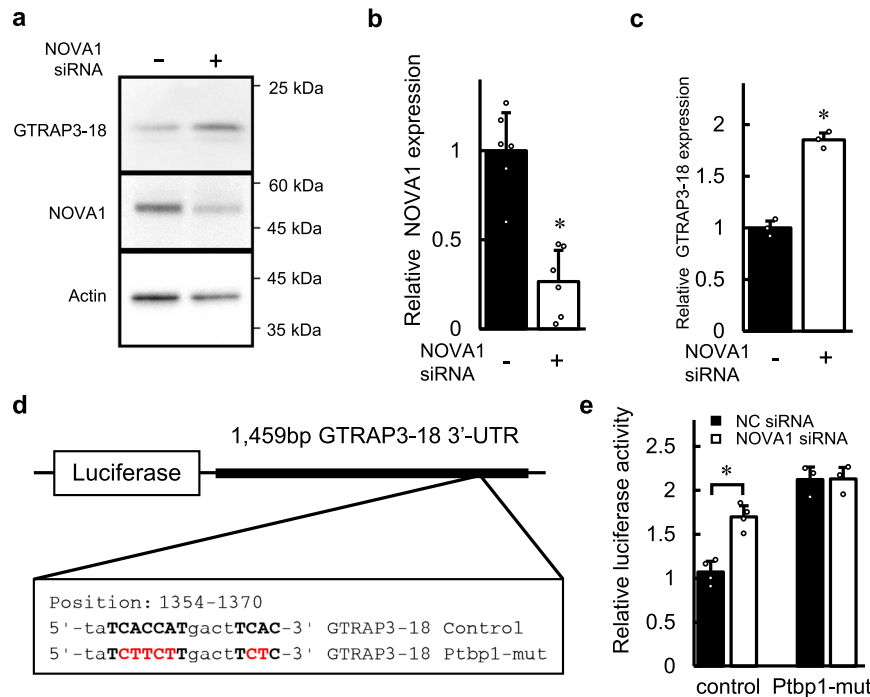 a
NOVA1
siRNA
- +
25 kDa
GTRAP3-18
60 kDa
NOVA1
45 kDa
45 kDa
Actin
35 kDa
b
Relative NOVA1 expression
1
0.5
0
*
NOVA1
siRNA
- +
c
Relative GTRAP3-18 expression
2
1.5
1
0.5
0
*
NOVA1
siRNA
- +
d
1,459bp GTRAP3-18 3'-UTR
Luciferase
Position: 1354-1370
5'-taTCACCATgactTCAC-3' GTRAP3-18 Control
5'-taTCTTCTTgactTCTC-3' GTRAP3-18 Ptbp1-mut
e
Relative luciferase activity
NC siRNA
NOVA1 siRNA
2.5
2
1.5
1
0.5
0
*
control Ptbp1-mut